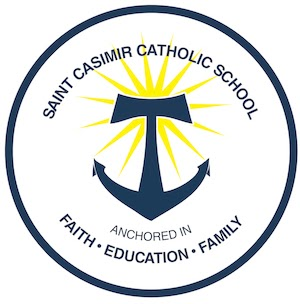 SAINT CASIMIR CATHOLIC SCHOOL
ANCHORED IN
FAITH • EDUCATION • FAMILY